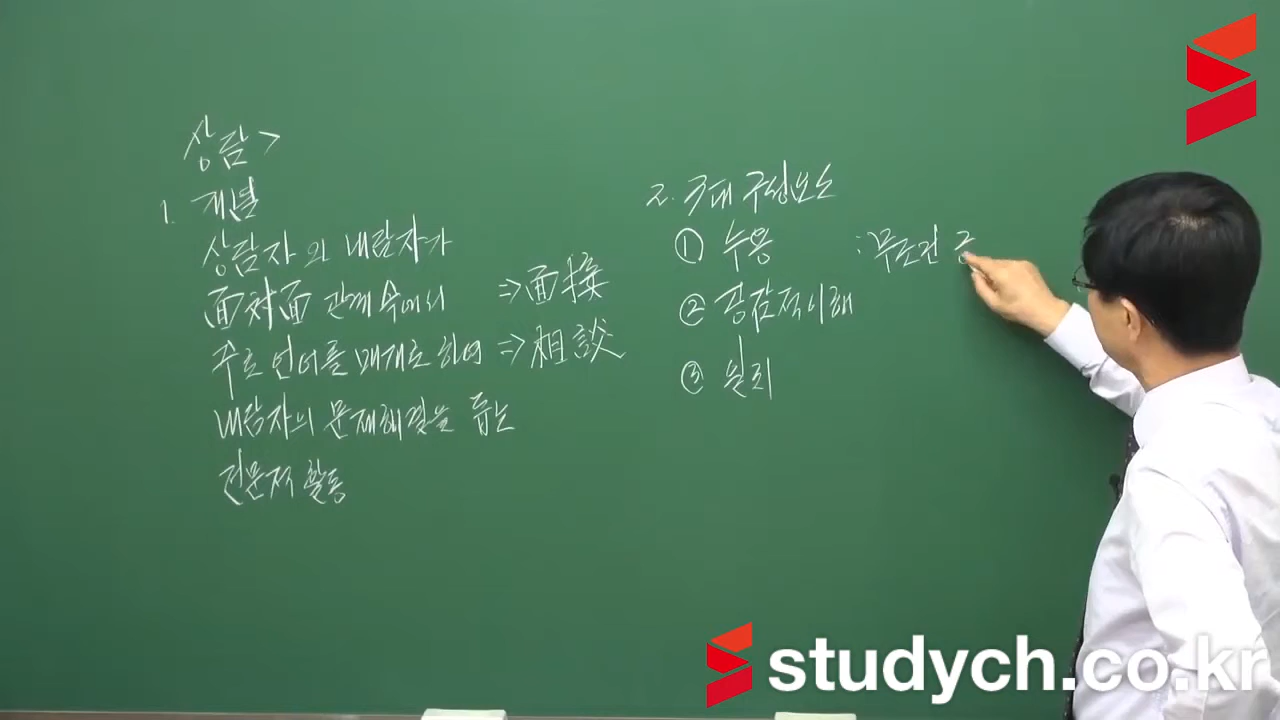 상담>
1. 개념
상담자와 내담자가
面対面 관계 속에서 ⇒ 面接
주로 언어를 매개로 하여 ⇒ 相談
내담자의 문제해결을 돕는
전문적 활동
2. 3대 구성요소
① 수용 : 무조건
② 공감적이해
③ 일치
studych.co.kr